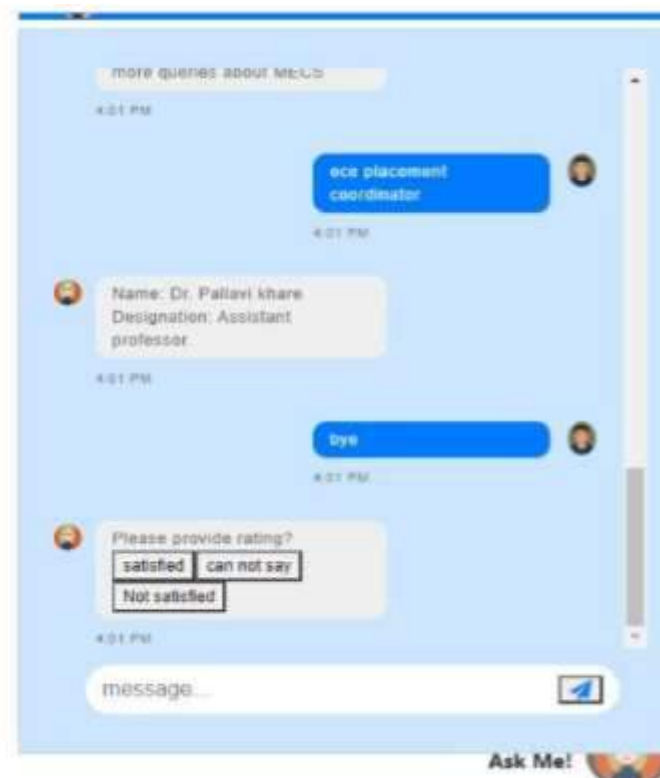 more queries about MECS
4:01 PM
ece placement
coordinator
4:01 PM
Name: Dr. Pallavi khare
Designation: Assistant
professor
4:01 PM
bye
4:01 PM
Please provide rating?
satisfied can not say
Not satisfied
4:01 PM
message...
Ask Me!